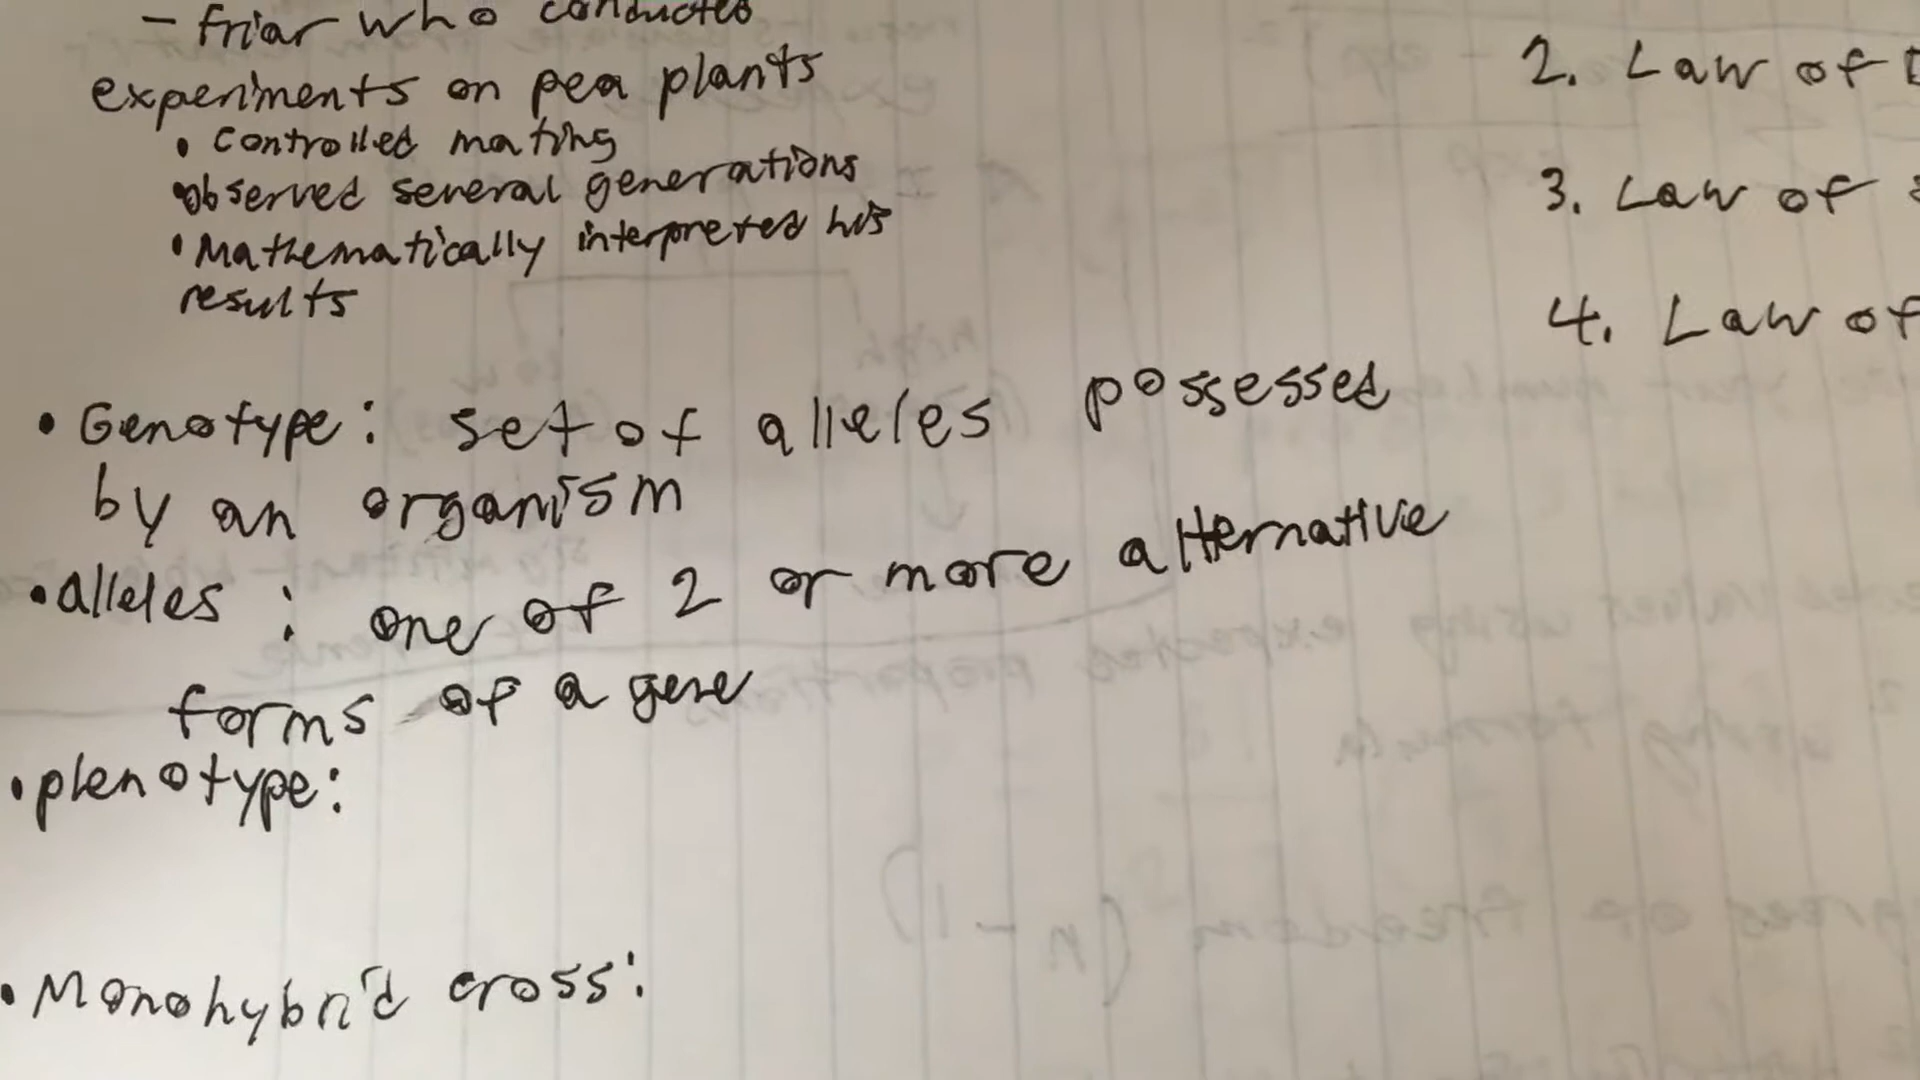 - friar who conducted
experiments on pea plants
• controlled mating
• observed several generations
• Mathematically interpreted his
results
• Genotype: set of alleles possessed
by an organism
• alleles : one of 2 or more alternative
forms of a gene
• phenotype:
• Monohybrid cross:
2. Law of
3. Law of
4. Law of